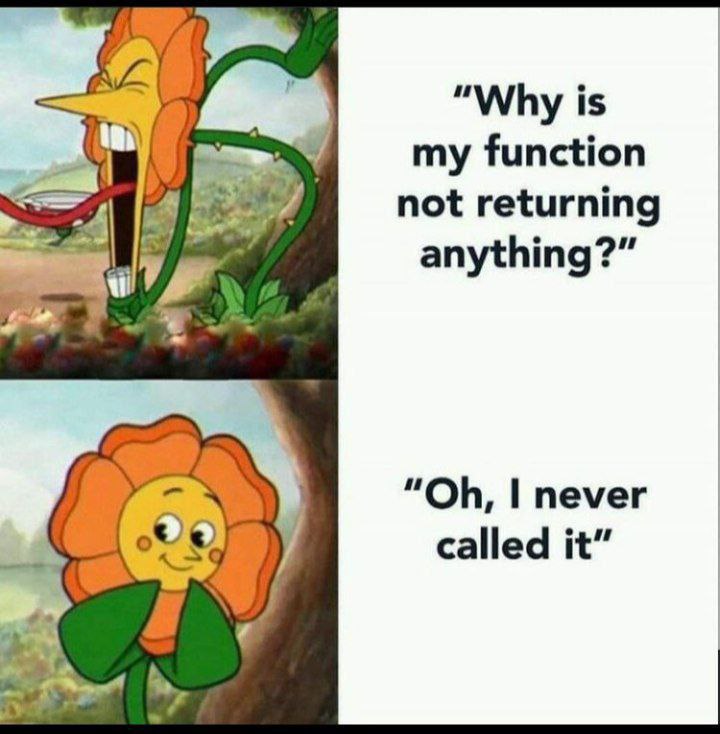 "Why is
my function
not returning
anything?"
"Oh, I never
called it"